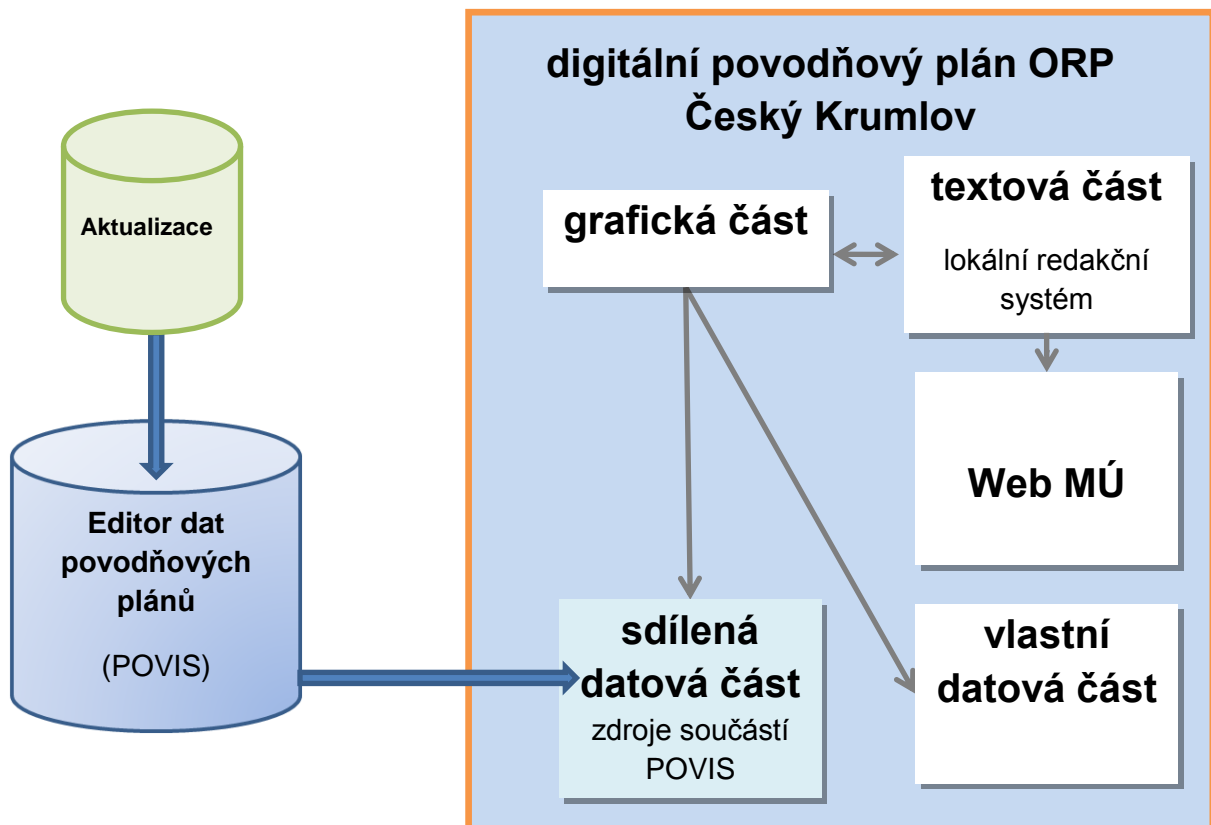 digitální povodňový plán ORP
Český Krumlov
Aktualizace
grafická část
textová část
lokální redakční
systém
Web MÚ
Editor dat
povodňových
plánů
(POVIS)
sdílená
datová část
zdroje součástí
POVIS
vlastní
datová část